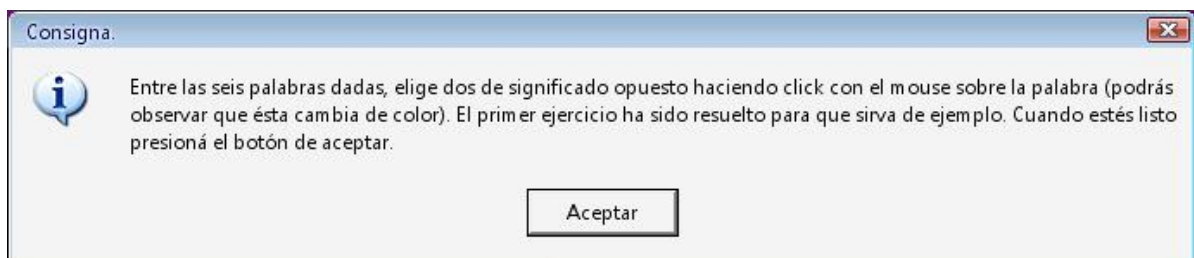 Consigna.
Entre las seis palabras dadas, elige dos de significado opuesto haciendo click con el mouse sobre la palabra (podrás
observar que ésta cambia de color). El primer ejercicio ha sido resuelto para que sirva de ejemplo. Cuando estés listo
presioná el botón de aceptar.
Aceptar